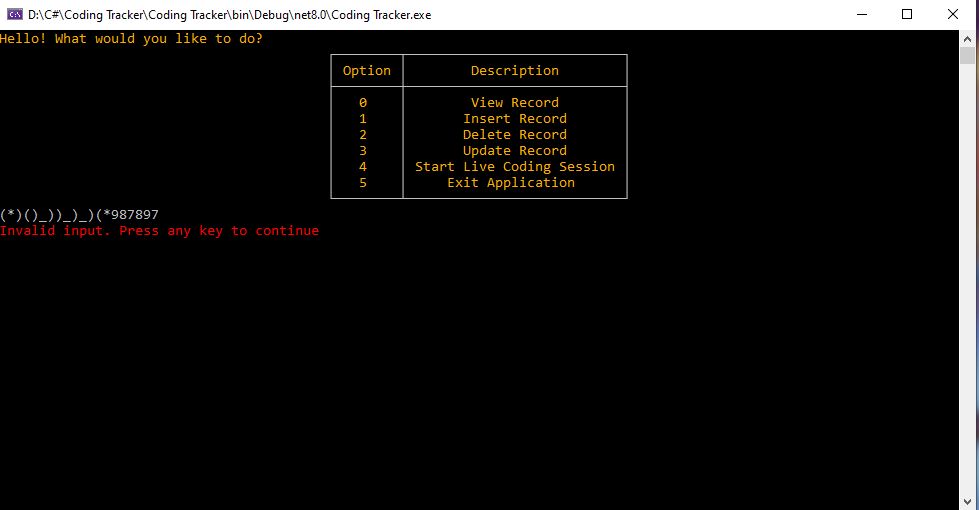 D:\C#\Coding Tracker\Coding Tracker\bin\Debug\net8.0\Coding Tracker.exe
Hello! What would you like to do?
Option Description
0 View Record
1 Insert Record
2 Delete Record
3 Update Record
4 Start Live Coding Session
5 Exit Application
(*)()_))_)_)(*987897
Invalid input. Press any key to continue